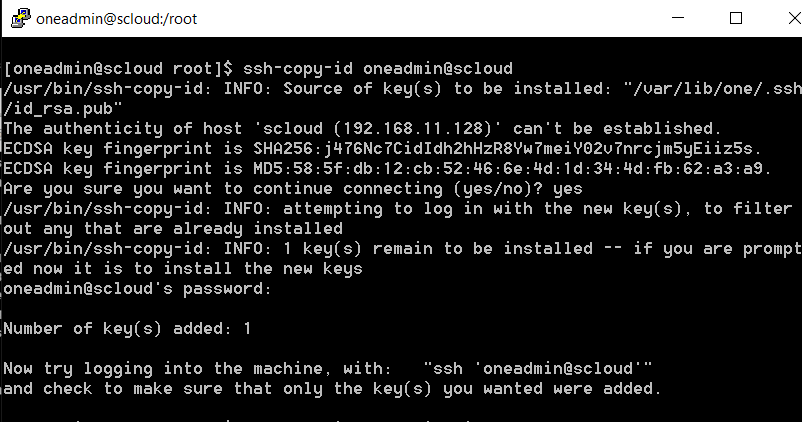 oneadmin@scloud:/root
[oneadmin@scloud root]$ ssh-copy-id oneadmin@scloud
/usr/bin/ssh-copy-id: INFO: Source of key(s) to be installed: "/var/lib/one/.ssh
/id_rsa.pub"
The authenticity of host 'scloud (192.168.11.128)' can't be established.
ECDSA key fingerprint is SHA256:j476Nc7CidIdh2hHzR8Yw7meiY02v7nrcjm5yEiiz5s.
ECDSA key fingerprint is MD5:58:5f:db:12:cb:52:46:6e:4d:1d:34:4d:fb:62:a3:a9.
Are you sure you want to continue connecting (yes/no)? yes
/usr/bin/ssh-copy-id: INFO: attempting to log in with the new key(s), to filter
out any that are already installed
/usr/bin/ssh-copy-id: INFO: 1 key(s) remain to be installed -- if you are prompt
ed now it is to install the new keys
oneadmin@scloud's password:
Number of key(s) added: 1
Now try logging into the machine, with:   "ssh 'oneadmin@scloud'"
and check to make sure that only the key(s) you wanted were added.